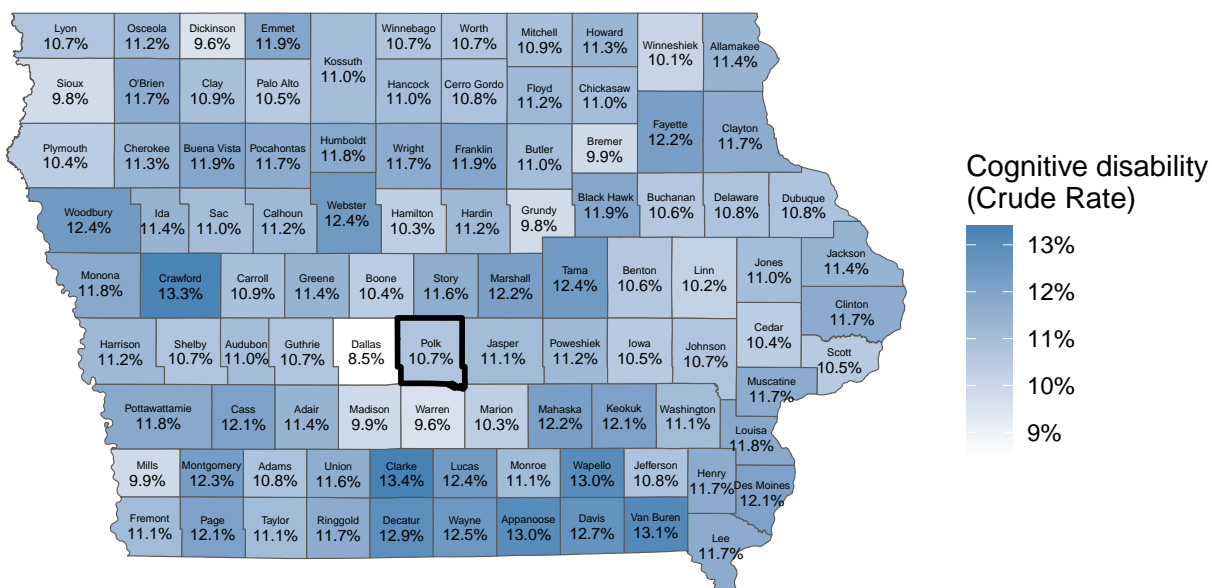 Lyon
10.7%
Osceola
11.2%
Dickinson
9.6%
Emmet
11.9%
Kossuth
11.0%
Winnebago
10.7%
Worth
10.7%
Mitchell
10.9%
Howard
11.3%
Winneshiek
10.1%
Allamakee
11.4%
Sioux
9.8%
O'Brien
11.7%
Clay
10.9%
Palo Alto
10.5%
Hancock
11.0%
Cerro Gordo
10.8%
Floyd
11.2%
Chickasaw
11.0%
Fayette
12.2%
Clayton
11.7%
Plymouth
10.4%
Cherokee
11.3%
Buena Vista
11.9%
Pocahontas
11.7%
Humboldt
11.8%
Wright
11.7%
Franklin
11.9%
Butler
11.0%
Bremer
9.9%
Woodbury
12.4%
Ida
11.4%
Sac
11.0%
Calhoun
11.2%
Webster
12.4%
Hamilton
10.3%
Hardin
11.2%
Grundy
9.8%
Black Hawk
11.9%
Buchanan
10.6%
Delaware
10.8%
Dubuque
10.8%
Monona
11.8%
Crawford
13.3%
Carroll
10.9%
Greene
11.4%
Boone
10.4%
Story
11.6%
Marshall
12.2%
Tama
12.4%
Benton
10.6%
Linn
10.2%
Jones
11.0%
Jackson
11.4%
Clinton
11.7%
Harrison
11.2%
Shelby
10.7%
Audubon
11.0%
Guthrie
10.7%
Dallas
8.5%
Polk
10.7%
Jasper
11.1%
Poweshiek
11.2%
Iowa
10.5%
Johnson
10.7%
Cedar
10.4%
Scott
10.5%
Muscatine
11.7%
Pottawattamie
11.8%
Cass
12.1%
Adair
11.4%
Madison
9.9%
Warren
9.6%
Marion
10.3%
Mahaska
12.2%
Keokuk
12.1%
Washington
11.1%
Louisa
11.8%
Mills
9.9%
Montgomery
12.3%
Adams
10.8%
Union
11.6%
Clarke
13.4%
Lucas
12.4%
Monroe
11.1%
Wapello
13.0%
Jefferson
10.8%
Henry
11.7%
Des Moines
12.1%
Fremont
11.1%
Page
12.1%
Taylor
11.1%
Ringgold
11.7%
Decatur
12.9%
Wayne
12.5%
Appanoose
13.0%
Davis
12.7%
Van Buren
13.1%
Lee
11.7%
Cognitive disability
(Crude Rate)
13%
12%
11%
10%
9%